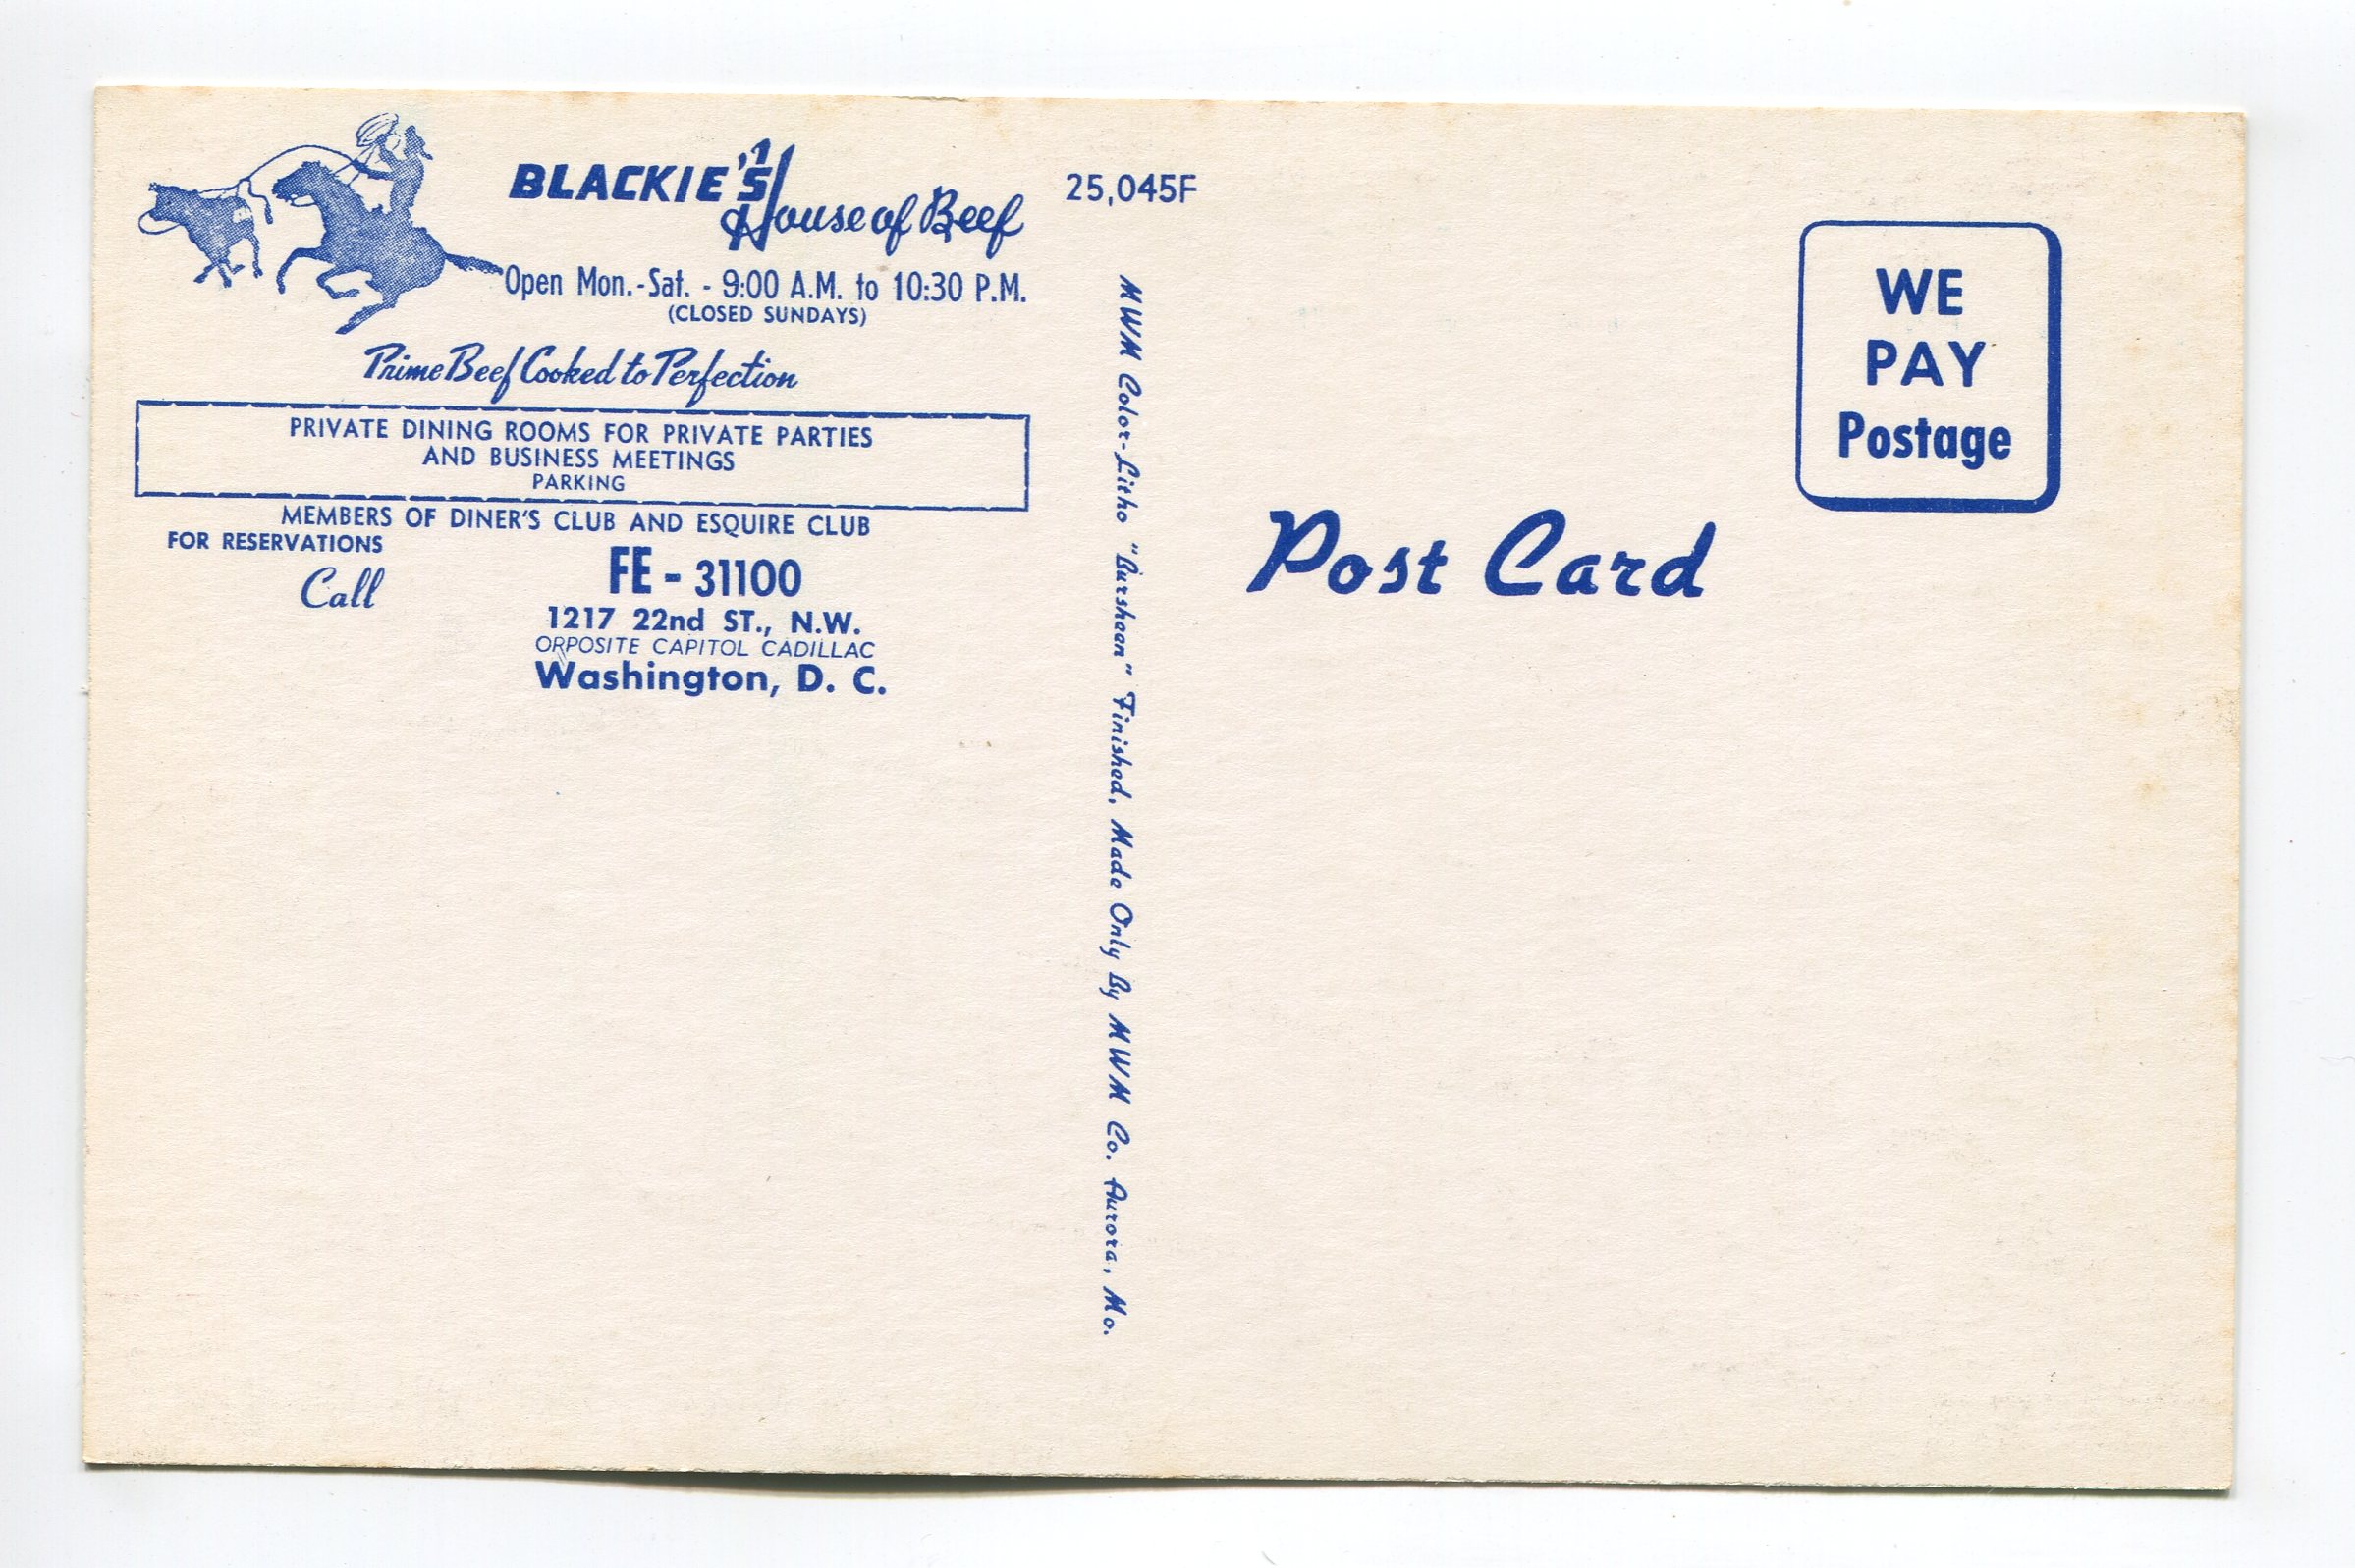 BLACKIE'S
House of Beef
Open Mon.-Sat. - 9:00 A.M. to 10:30 P.M.
(CLOSED SUNDAYS)
Prime Beef Cooked to Perfection
PRIVATE DINING ROOMS FOR PRIVATE PARTIES
AND BUSINESS MEETINGS
PARKING
MEMBERS OF DINER'S CLUB AND ESQUIRE CLUB
FOR RESERVATIONS
Call
FE - 31100
1217 22nd ST., N.W.
OPPOSITE CAPITOL CADILLAC
Washington, D. C.
25,045F
MWM Color-Litho "Bursheen" Finished, Made Only By MWM Co. Aurora, Mo.
WE
PAY
Postage
Post Card